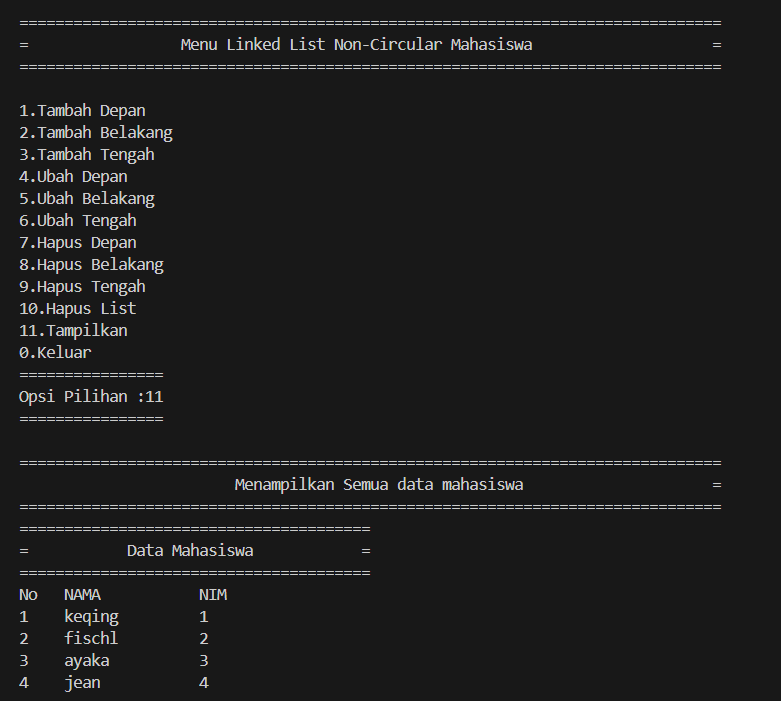 ==============================================================================
=                 Menu Linked List Non-Circular Mahasiswa                    =
==============================================================================
1.Tambah Depan
2.Tambah Belakang
3.Tambah Tengah
4.Ubah Depan
5.Ubah Belakang
6.Ubah Tengah
7.Hapus Depan
8.Hapus Belakang
9.Hapus Tengah
10.Hapus List
11.Tampilkan
0.Keluar
================
Opsi Pilihan :11
================
==============================================================================
                        Menampilkan Semua data mahasiswa                     =
==============================================================================
=======================================
=           Data Mahasiswa            =
=======================================
No   NAMA           NIM
1    keqing         1
2    fischl         2
3    ayaka          3
4    jean           4